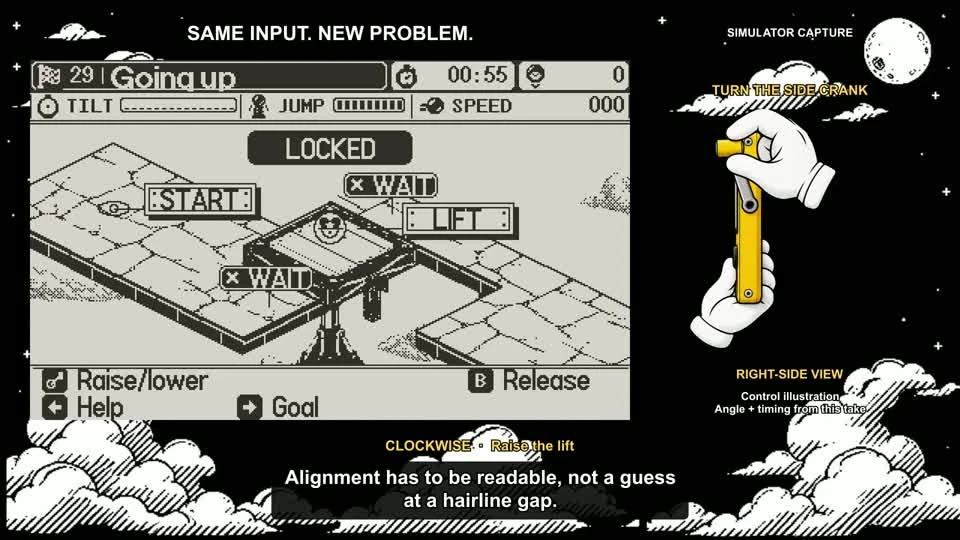 SAME INPUT. NEW PROBLEM.
SIMULATOR CAPTURE
29 Going up
00:55
0
TURN THE SIDE CRANK
TILT
JUMP
SPEED
000
LOCKED
WAIT
START
LIFT
WAIT
Raise/lower
B Release
Help
Goal
RIGHT-SIDE VIEW
Control illustration
Angle + timing from this take
CLOCKWISE · Raise the lift
Alignment has to be readable, not a guess
at a hairline gap.